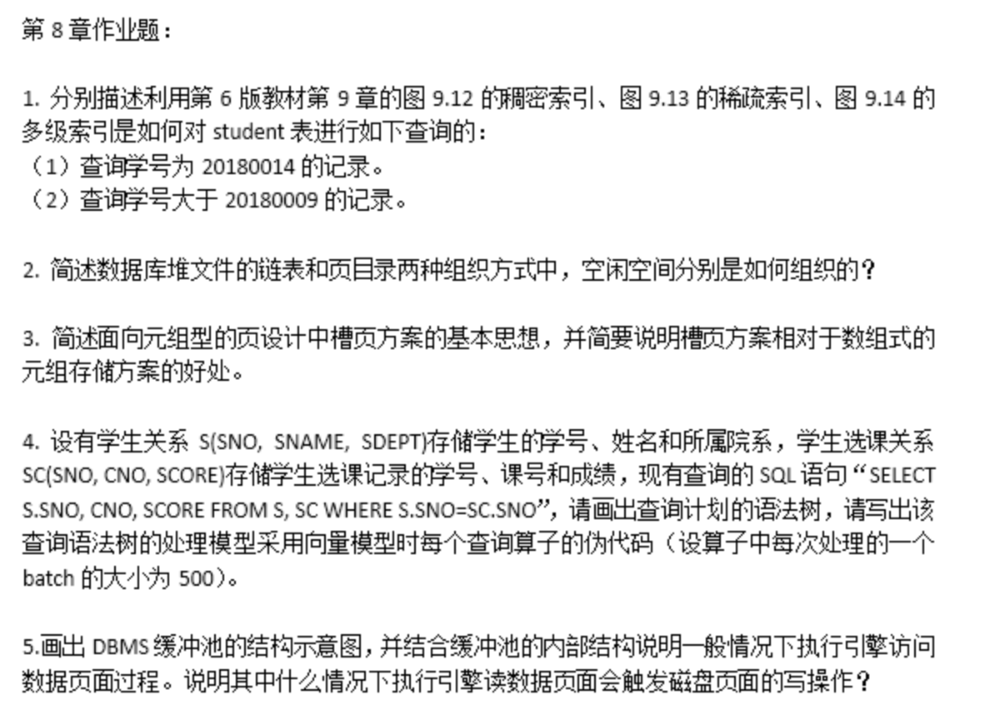 第 8 章作业题：
1. 分别描述利用第 6 版教材第 9 章的图 9.12 的稠密索引、图 9.13 的稀疏索引、图 9.14 的
多级索引是如何对 student 表进行如下查询的：
（1）查询学号为 20180014 的记录。
（2）查询学号大于 20180009 的记录。
2. 简述数据库堆文件的链表和页目录两种组织方式中，空闲空间分别是如何组织的？
3. 简述面向元组型的页设计中槽页方案的基本思想，并简要说明槽页方案相对于数组式的
元组存储方案的好处。
4. 设有学生关系 S(SNO, SNAME, SDEPT)存储学生的学号、姓名和所属院系，学生选课关系
SC(SNO, CNO, SCORE)存储学生选课记录的学号、课号和成绩，现有查询的 SQL 语句“SELECT
S.SNO, CNO, SCORE FROM S, SC WHERE S.SNO=SC.SNO”，请画出查询计划的语法树，请写出该
查询语法树的处理模型采用向量模型时每个查询算子的伪代码（设算子中每次处理的一个
batch 的大小为 500）。
5.画出 DBMS 缓冲池的结构示意图，并结合缓冲池的内部结构说明一般情况下执行引擎访问
数据页面过程。说明其中什么情况下执行引擎读数据页面会触发磁盘页面的写操作？